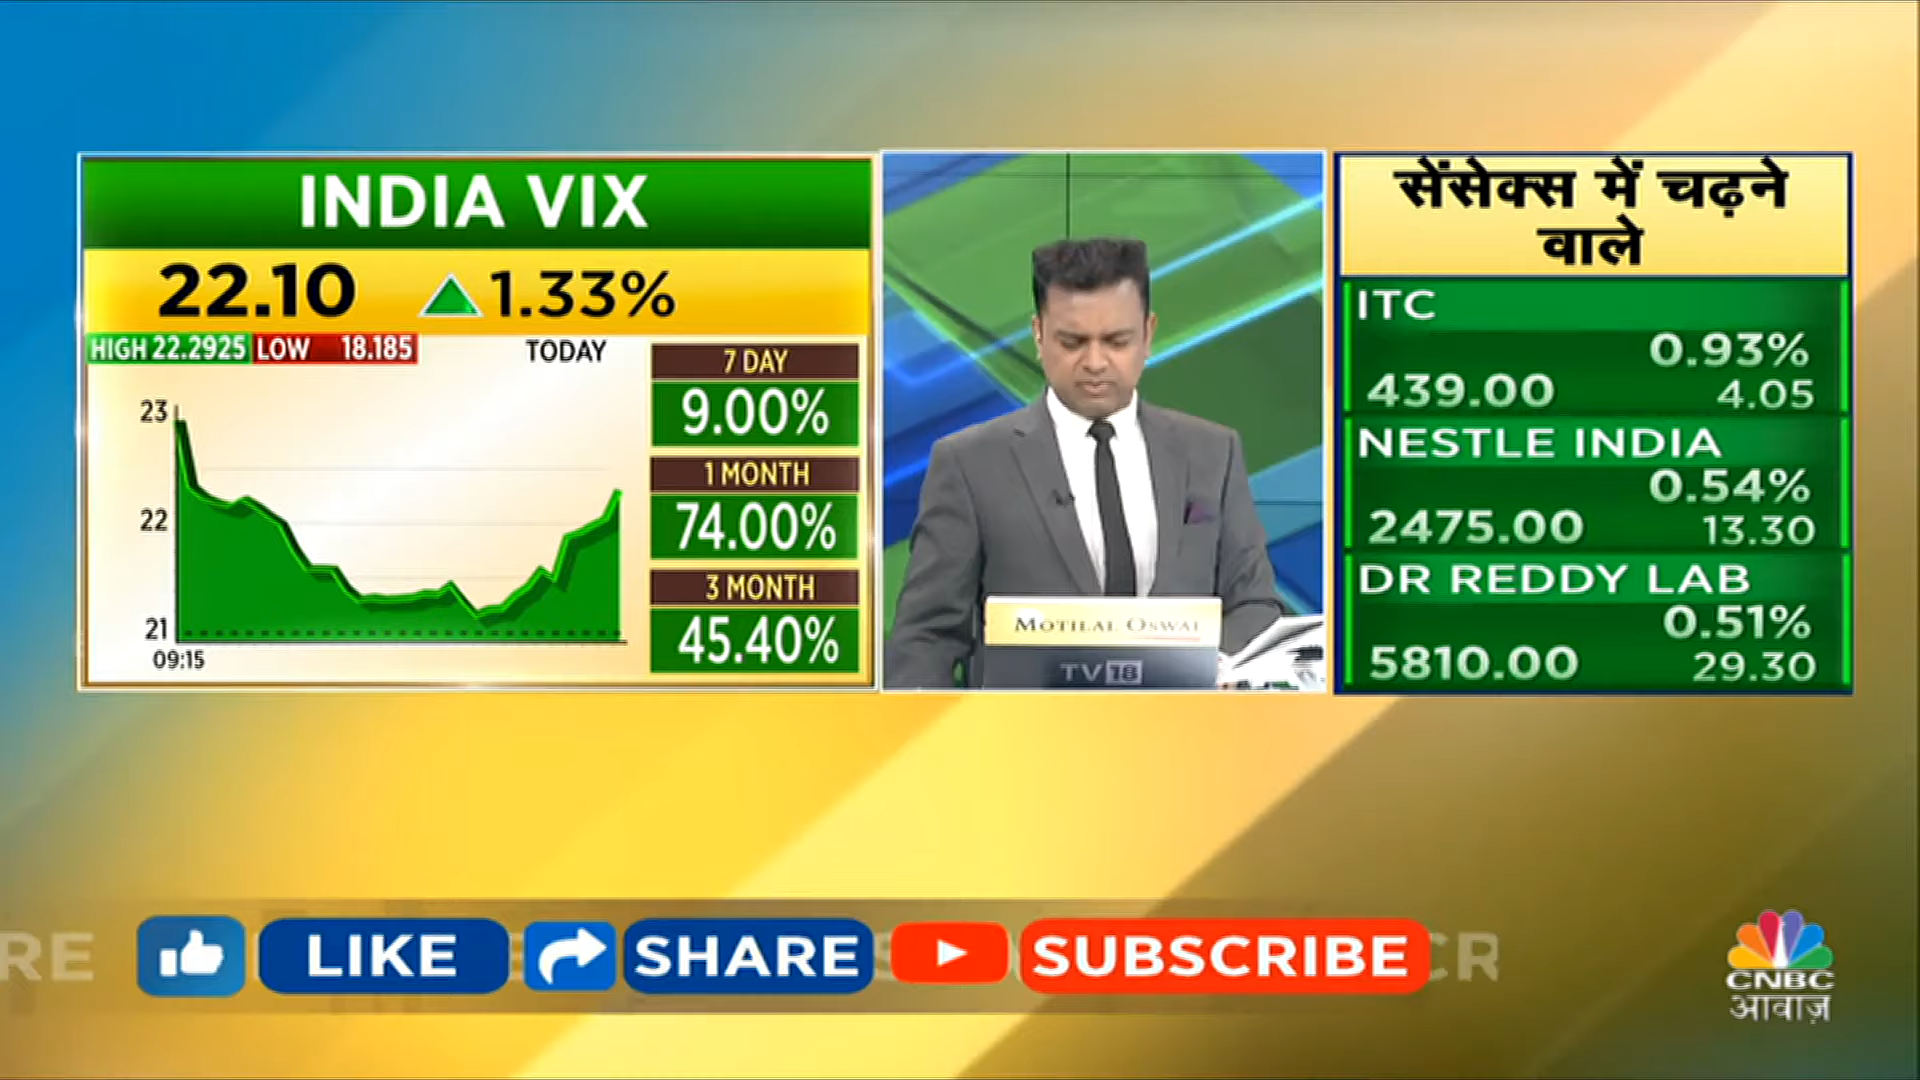 INDIA VIX
22.10 1.33%
HIGH 22.2925 LOW 18.185
TODAY
23
22
21
09:15
7 DAY
9.00%
1 MONTH
74.00%
3 MONTH
45.40%
MOTILAL OSWAL
TV18
सेंसेक्स में चढ़ने
वाले
ITC
0.93%
439.00 4.05
NESTLE INDIA
0.54%
2475.00 13.30
DR REDDY LAB
0.51%
5810.00 29.30
RE LIKE SHARE SUBSCRIBE CR
CNBC
आवाज़